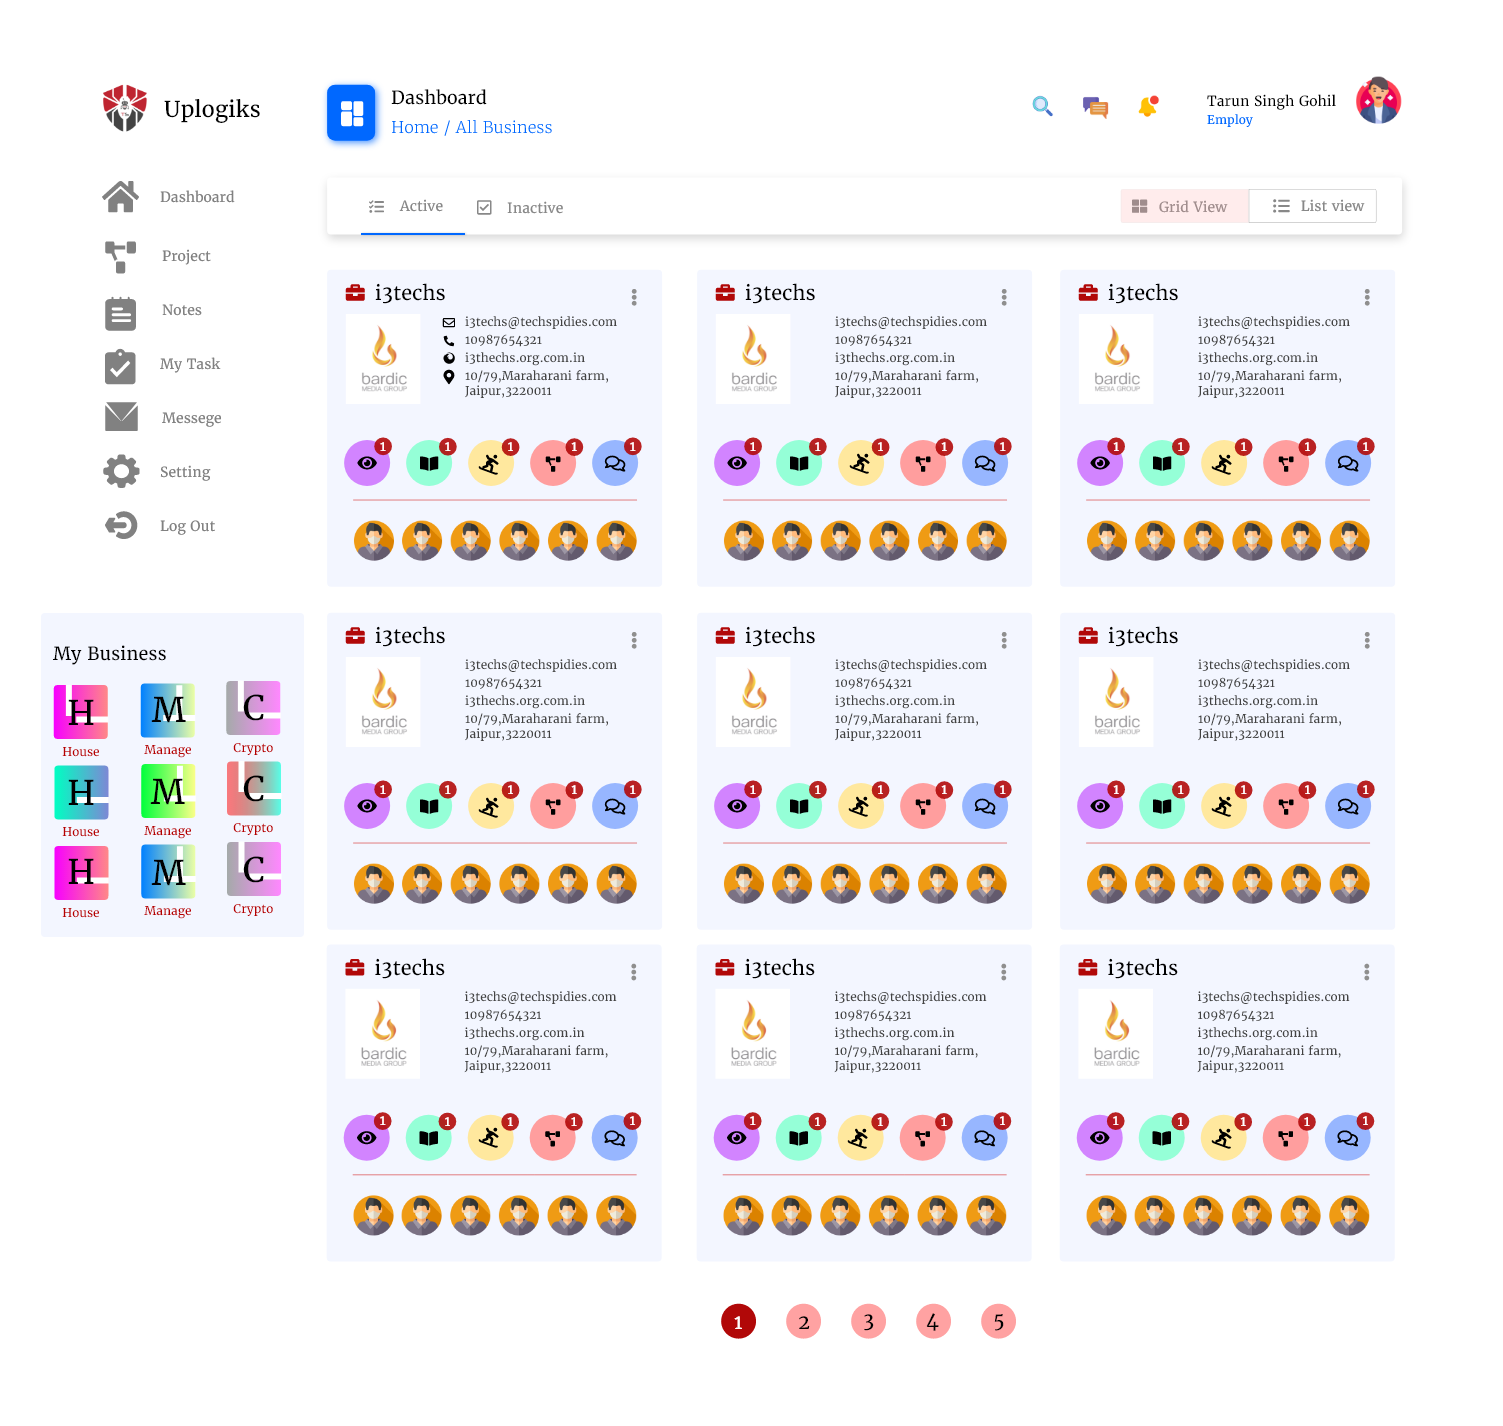 Uplogiks
Dashboard
Home / All Business
Tarun Singh Gohil
Employ
Dashboard
Project
Notes
My Task
Messege
Setting
Log Out
Active
Inactive
Grid View
List view
i3techs
bardic
MEDIA GROUP
i3techs@techspidies.com
10987654321
i3thechs.org.com.in
10/79,Maraharani farm,
Jaipur,3220011
1 1 1 1 1
i3techs
bardic
MEDIA GROUP
i3techs@techspidies.com
10987654321
i3thechs.org.com.in
10/79,Maraharani farm,
Jaipur,3220011
1 1 1 1 1
i3techs
bardic
MEDIA GROUP
i3techs@techspidies.com
10987654321
i3thechs.org.com.in
10/79,Maraharani farm,
Jaipur,3220011
1 1 1 1 1
My Business
H M C
House Manage Crypto
H M C
House Manage Crypto
H M C
House Manage Crypto
i3techs
bardic
MEDIA GROUP
i3techs@techspidies.com
10987654321
i3thechs.org.com.in
10/79,Maraharani farm,
Jaipur,3220011
1 1 1 1 1
i3techs
bardic
MEDIA GROUP
i3techs@techspidies.com
10987654321
i3thechs.org.com.in
10/79,Maraharani farm,
Jaipur,3220011
1 1 1 1 1
i3techs
bardic
MEDIA GROUP
i3techs@techspidies.com
10987654321
i3thechs.org.com.in
10/79,Maraharani farm,
Jaipur,3220011
1 1 1 1 1
i3techs
bardic
MEDIA GROUP
i3techs@techspidies.com
10987654321
i3thechs.org.com.in
10/79,Maraharani farm,
Jaipur,3220011
1 1 1 1 1
i3techs
bardic
MEDIA GROUP
i3techs@techspidies.com
10987654321
i3thechs.org.com.in
10/79,Maraharani farm,
Jaipur,3220011
1 1 1 1 1
i3techs
bardic
MEDIA GROUP
i3techs@techspidies.com
10987654321
i3thechs.org.com.in
10/79,Maraharani farm,
Jaipur,3220011
1 1 1 1 1
1 2 3 4 5